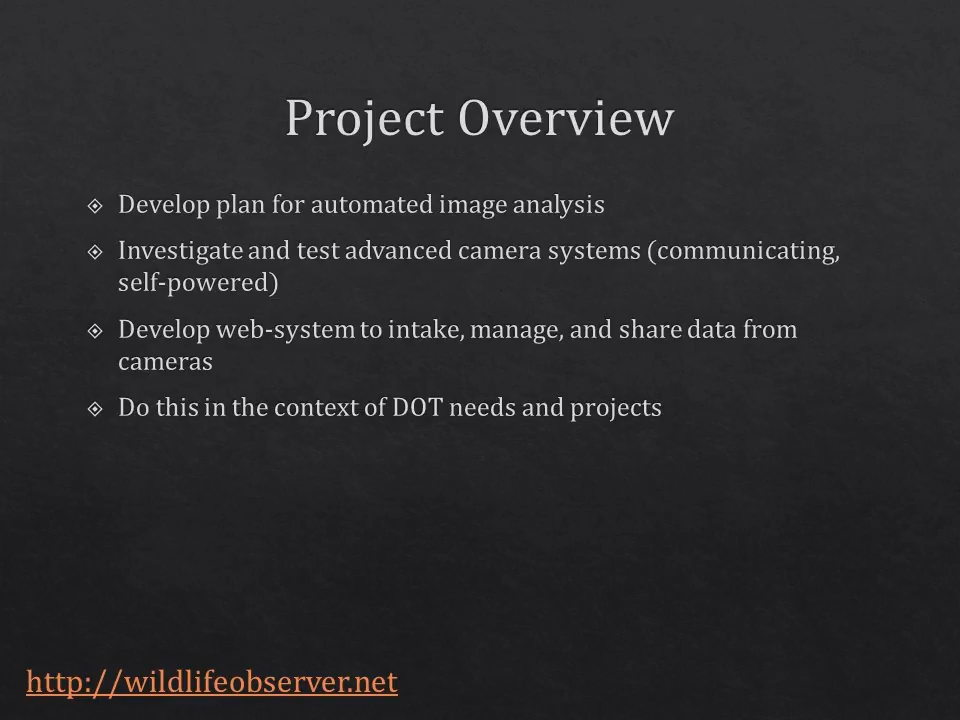 Project Overview
Develop plan for automated image analysis
Investigate and test advanced camera systems (communicating,
self-powered)
Develop web-system to intake, manage, and share data from
cameras
Do this in the context of DOT needs and projects
http://wildlifeobserver.net